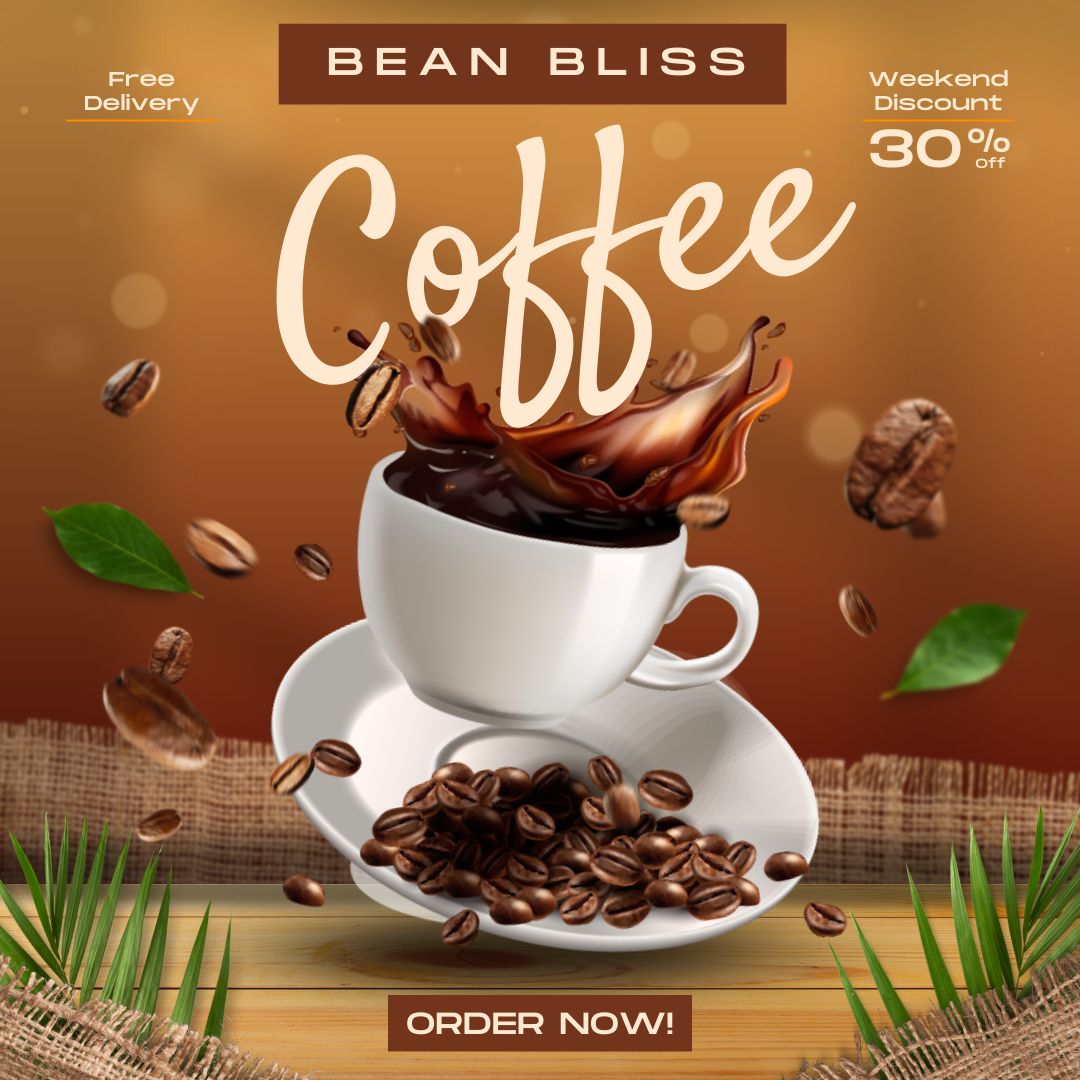 BEAN BLISS
Free
Delivery
Weekend
Discount
30%
Off
Coffee
ORDER NOW!